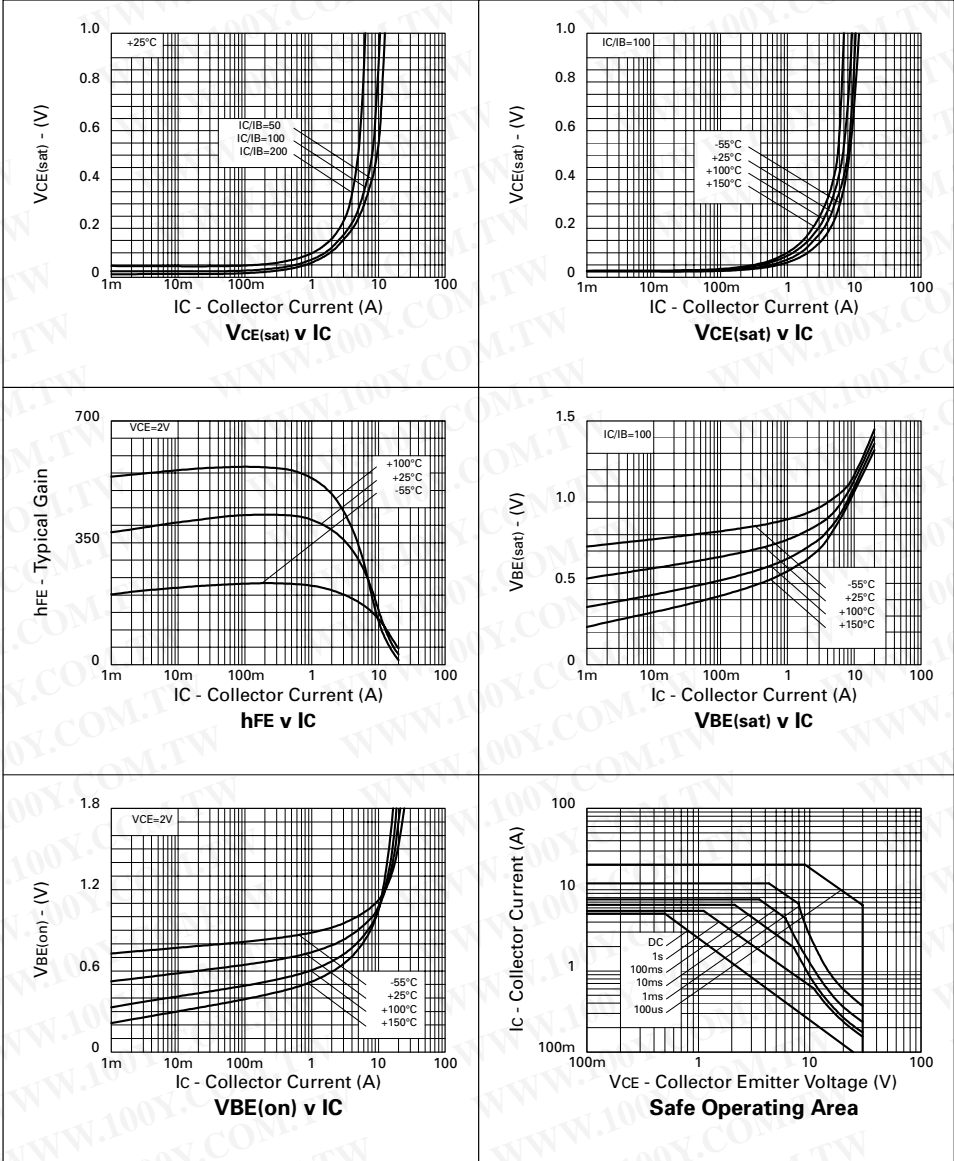 1.0
0.8
0.6
0.4
0.2
0
VCE(sat) - (V)
+25°C
IC/IB=50
IC/IB=100
IC/IB=200
1m 10m 100m 1 10 100
IC - Collector Current (A)
VCE(sat) v IC
1.0
0.8
0.6
0.4
0.2
0
VCE(sat) - (V)
IC/IB=100
-55°C
+25°C
+100°C
+150°C
1m 10m 100m 1 10 100
IC - Collector Current (A)
VCE(sat) v IC
700
350
0
hFE - Typical Gain
VCE=2V
+100°C
+25°C
-55°C
1m 10m 100m 1 10 100
IC - Collector Current (A)
hFE v IC
1.5
1.0
0.5
0
VBE(sat) - (V)
IC/IB=100
-55°C
+25°C
+100°C
+150°C
1m 10m 100m 1 10 100
IC - Collector Current (A)
VBE(sat) v IC
1.8
1.2
0.6
0
VBE(on) - (V)
VCE=2V
-55°C
+25°C
+100°C
+150°C
1m 10m 100m 1 10 100
IC - Collector Current (A)
VBE(on) v IC
100
10
1
100m
IC - Collector Current (A)
DC
1s
100ms
10ms
1ms
100us
100m 1 10 100
VCE - Collector Emitter Voltage (V)
Safe Operating Area
WWW.100Y.COM.TW